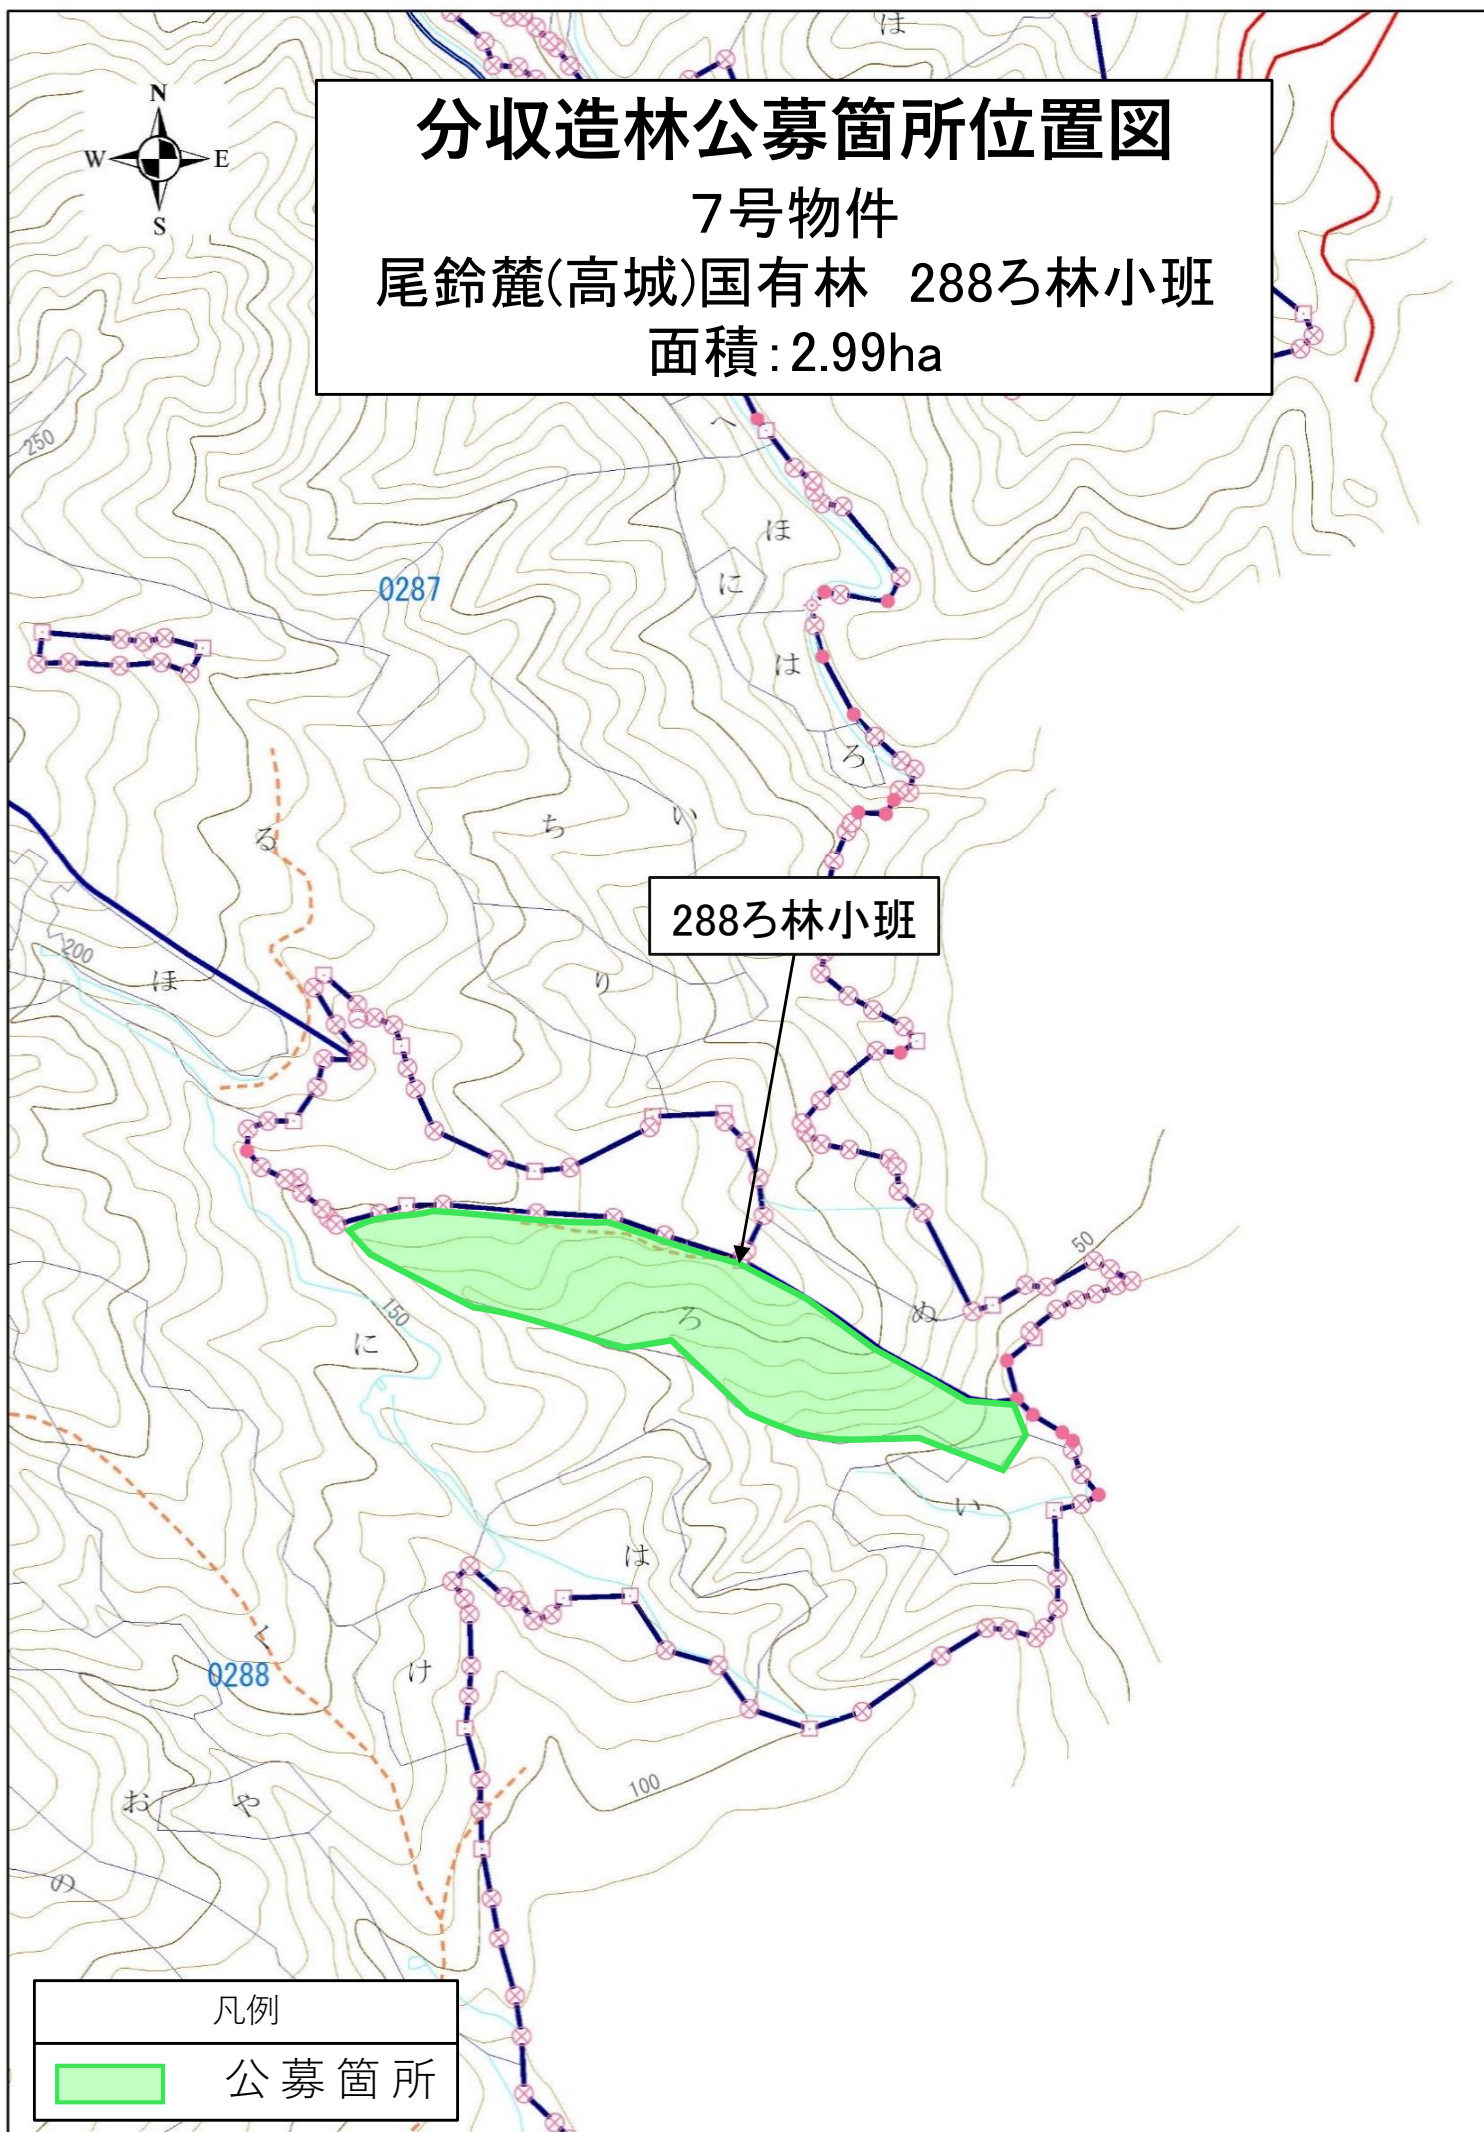 は
N
W E
S
分収造林公募箇所位置図
7号物件
尾鈴麓(高城)国有林　288ろ林小班
面積:2.99ha
へ
250
ほ
に
0287
は
ろ
ち
い
る
288ろ林小班
200
ほ
り
50
150
ろ
ぬ
に
い
は
く
0288
け
100
お
や
の
凡例
公募箇所